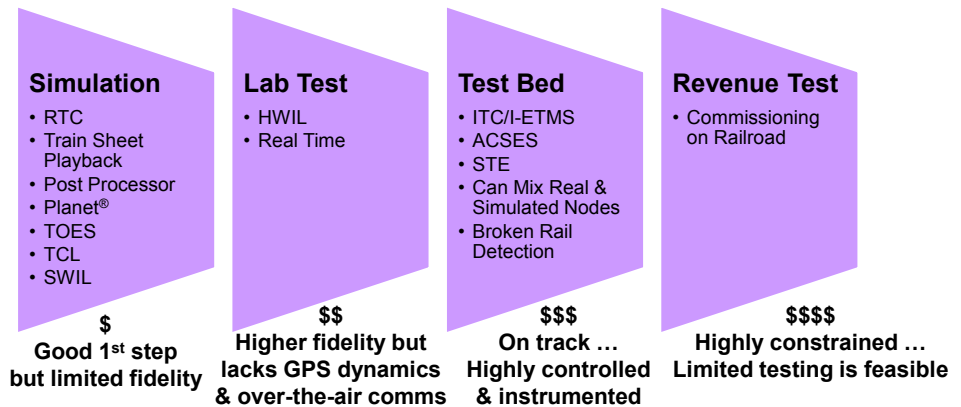 Simulation
• RTC
• Train Sheet
Playback
• Post Processor
• Planet®
• TOES
• TCL
• SWIL
$
Good 1st step
but limited fidelity
Lab Test
• HWIL
• Real Time
$$
Higher fidelity but
lacks GPS dynamics
& over-the-air comms
Test Bed
• ITC/I-ETMS
• ACSES
• STE
• Can Mix Real &
Simulated Nodes
• Broken Rail
Detection
$$$
On track …
Highly controlled
& instrumented
Revenue Test
• Commissioning
on Railroad
$$$$
Highly constrained …
Limited testing is feasible